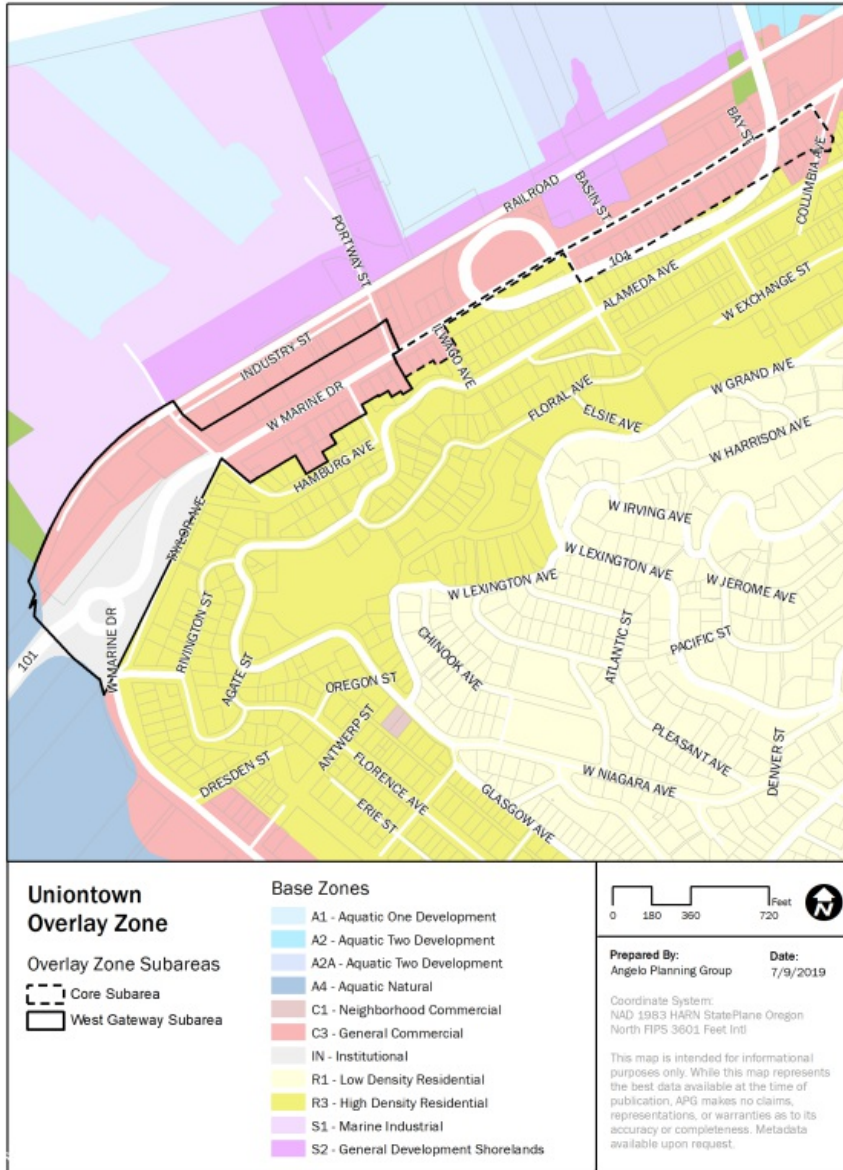 BAY ST
COLUMBIA AVE
RAILROAD
BASIN ST
PORTWAY ST
101
ALAMEDA AVE
W EXCHANGE ST
INDUSTRY ST
ILWAGO AVE
W MARINE DR
W GRAND AVE
FLORAL AVE
ELSIE AVE
W HARRISON AVE
HAMBURG AVE
W IRVING AVE
TAYLOR AVE
W LEXINGTON AVE
W LEXINGTON AVE
W JEROME AVE
RIVINGTON ST
ATLANTIC ST
PACIFIC ST
W MARINE DR
101
CHINOOK AVE
AGATE ST
OREGON ST
PLEASANT AVE
DENVER ST
ANTWERP ST
DRESDEN ST
FLORENCE AVE
W NIAGARA AVE
ERIE ST
GLASGOW AVE
Uniontown
Overlay Zone
Overlay Zone Subareas
Core Subarea
West Gateway Subarea
Base Zones
A1 - Aquatic One Development
A2 - Aquatic Two Development
A2A - Aquatic Two Development
A4 - Aquatic Natural
C1 - Neighborhood Commercial
C3 - General Commercial
IN - Institutional
R1 - Low Density Residential
R3 - High Density Residential
S1 - Marine Industrial
S2 - General Development Shorelands
Feet
0 180 360 720
N
Prepared By: Date:
Angelo Planning Group 7/9/2019
Coordinate System:
NAD 1983 HARN StatePlane Oregon
North FIPS 3601 Feet Intl
This map is intended for informational
purposes only. While this map represents
the best data available at the time of
publication, APG makes no claims,
representations, or warranties as to its
accuracy or completeness. Metadata
available upon request.